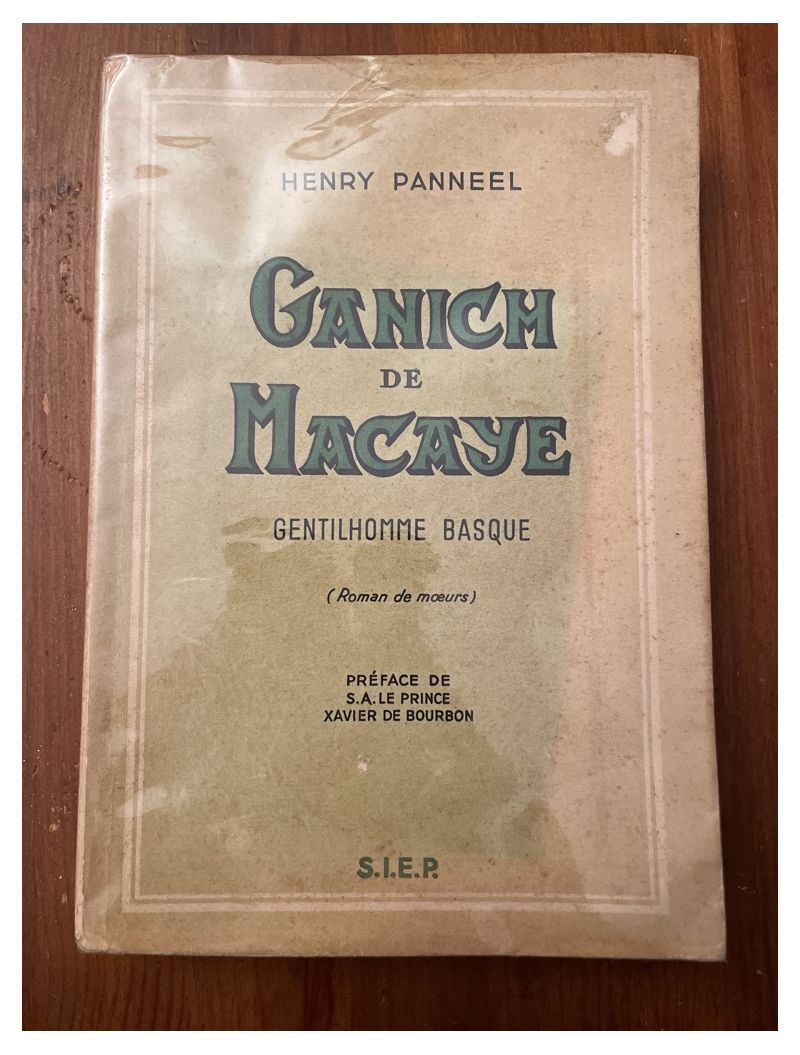 HENRY PANNEEL
GANICH
DE
MACAYE
GENTILHOMME BASQUE
(Roman de mœurs)
PRÉFACE DE
S.A. LE PRINCE
XAVIER DE BOURBON
S.I.E.P.